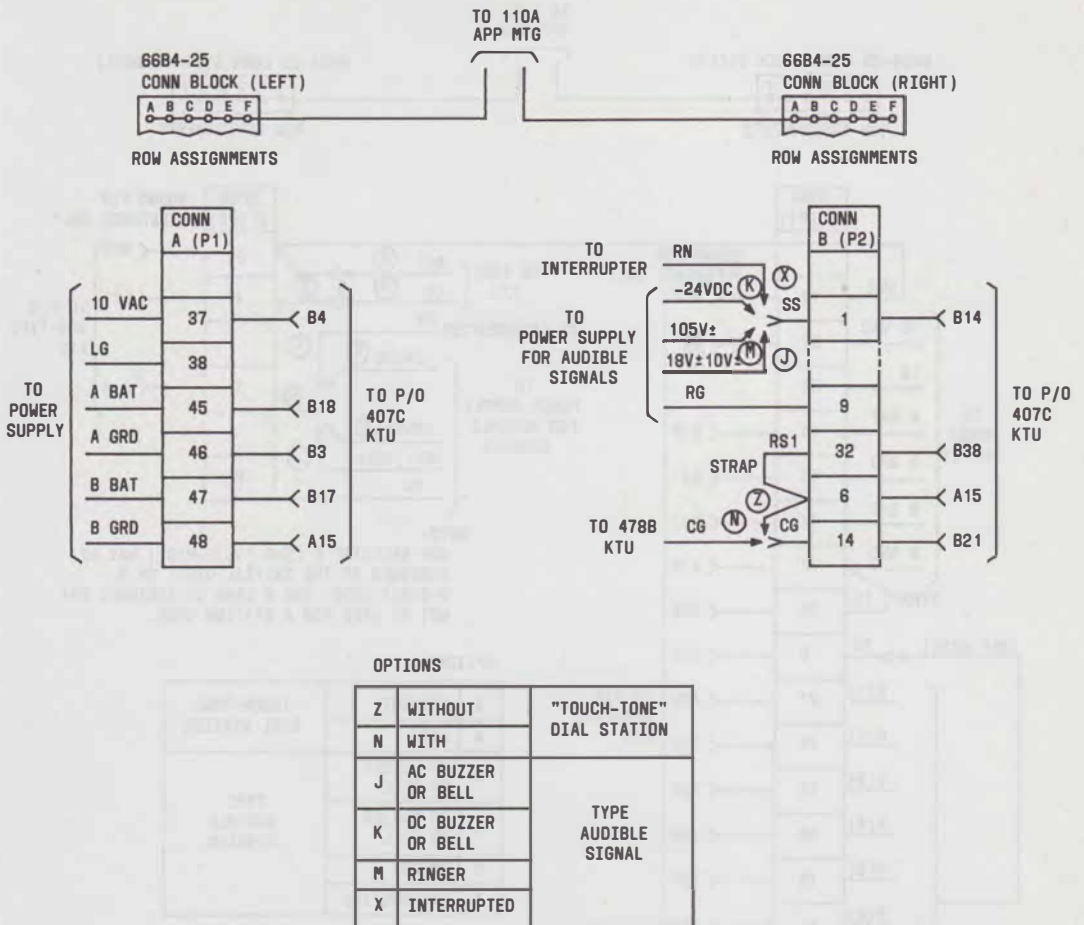 TO 110A
APP MTG
66B4-25
CONN BLOCK (LEFT)
A B C D E F
ROW ASSIGNMENTS
66B4-25
CONN BLOCK (RIGHT)
A B C D E F
ROW ASSIGNMENTS
CONN
A (P1)
TO
POWER
SUPPLY
10 VAC
37
B4
LG
38
A BAT
45
B18
A GRD
46
B3
B BAT
47
B17
B GRD
48
A15
TO P/O
407C
KTU
CONN
B (P2)
TO
INTERRUPTER
RN
X
TO
POWER SUPPLY
FOR AUDIBLE
SIGNALS
-24VDC
K
SS
1
B14
105V±
M
18V±10V±
J
RG
9
RS1
32
B38
STRAP
Z
6
A15
TO 478B
KTU
CG
N
CG
14
B21
TO P/O
407C
KTU
OPTIONS
Z WITHOUT
N WITH
"TOUCH-TONE"
DIAL STATION
J AC BUZZER
OR BELL
K DC BUZZER
OR BELL
M RINGER
X INTERRUPTED
TYPE
AUDIBLE
SIGNAL